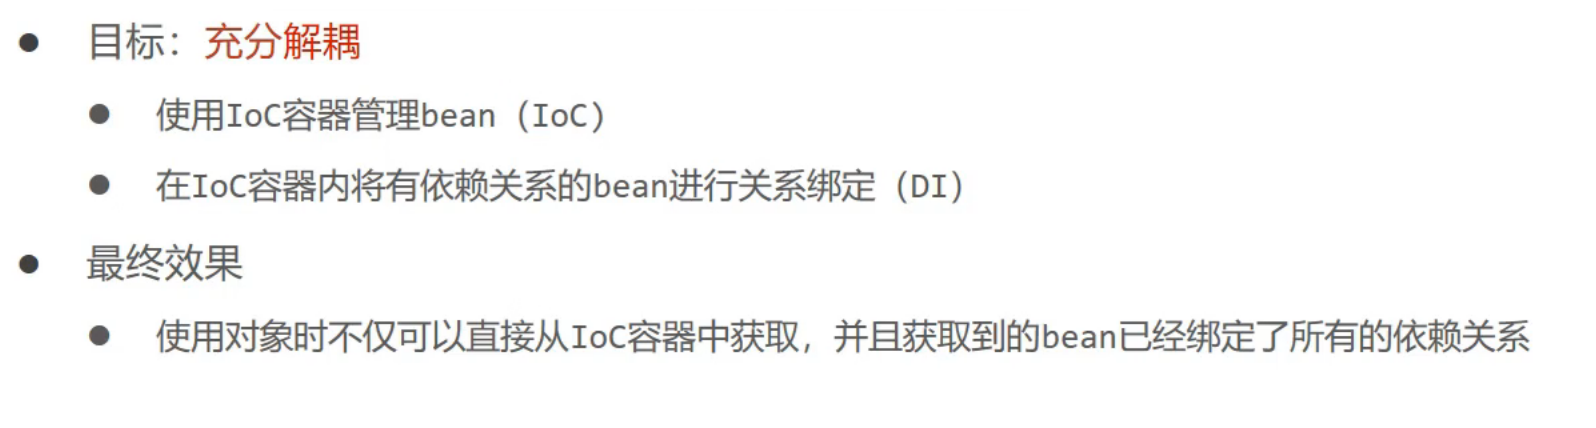 目标：充分解耦
使用IoC容器管理bean（IoC)
在IoC容器内将有依赖关系的bean进行关系绑定（DI）
最终效果
使用对象时不仅可以直接从IoC容器中获取，并且获取到的bean已经绑定了所有的依赖关系